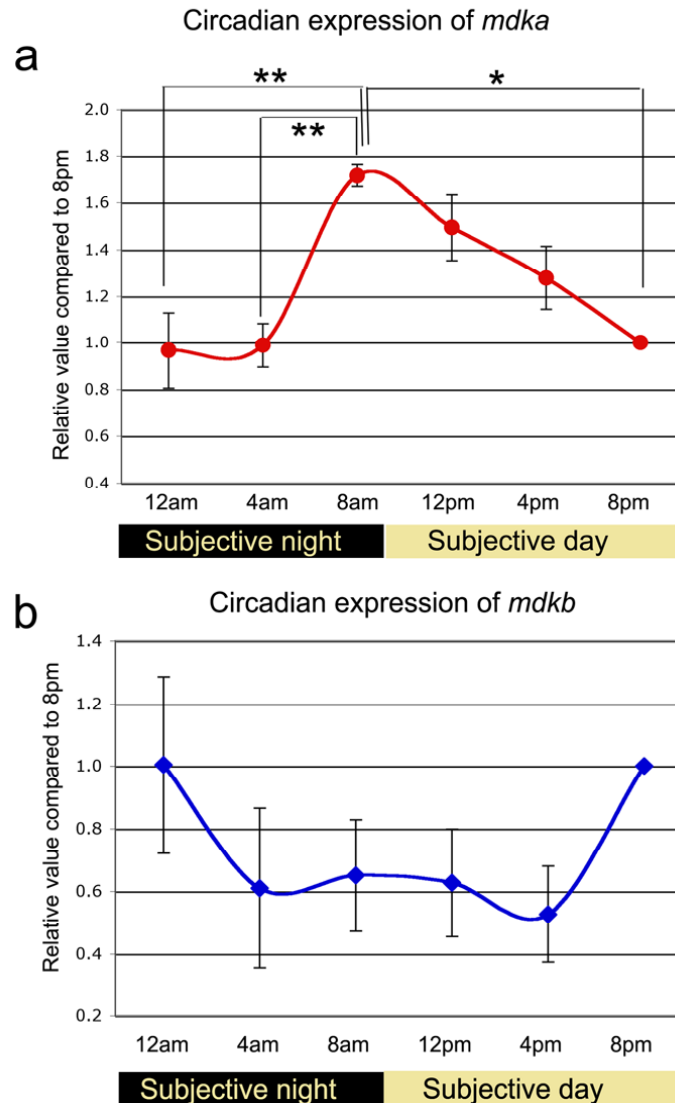 Circadian expression of mdka
a
** *
**
2.0
1.8
1.6
1.4
1.2
1.0
0.8
0.6
0.4
Relative value compared to 8pm
12am 4am 8am 12pm 4pm 8pm
Subjective night Subjective day
Circadian expression of mdkb
b
1.4
1.2
1.0
0.8
0.6
0.4
0.2
Relative value compared to 8pm
12am 4am 8am 12pm 4pm 8pm
Subjective night Subjective day